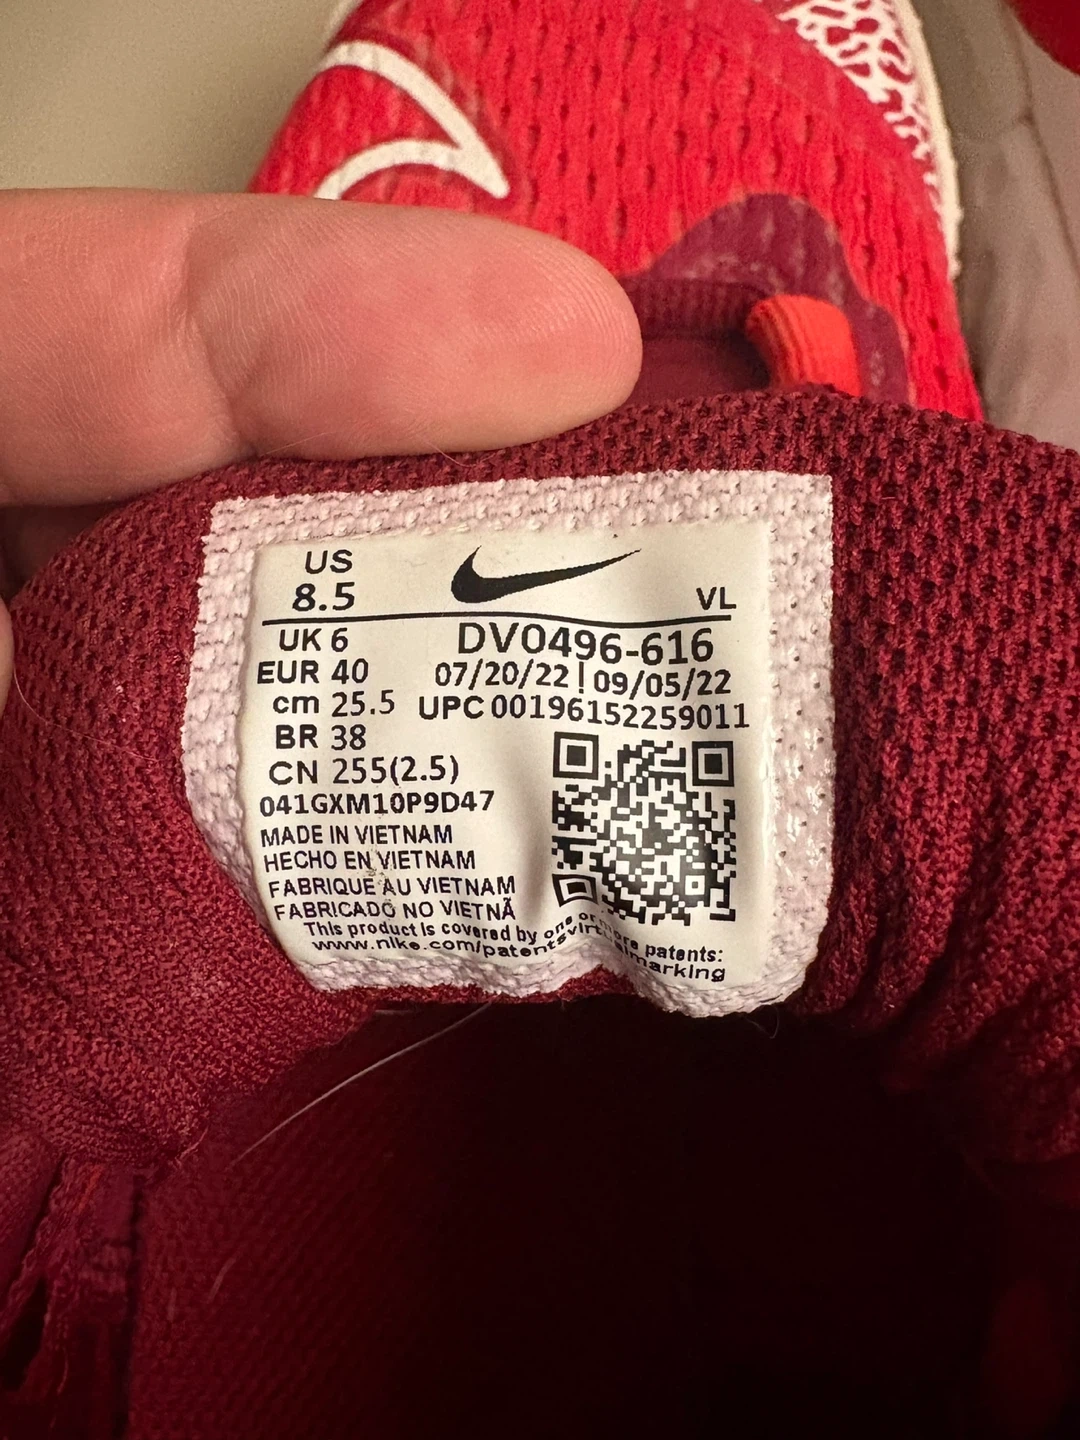 US
8.5
VL
UK 6
EUR 40
cm 25.5
BR 38
CN 255(2.5)
DV0496-616
07/20/22 | 09/05/22
UPC 00196152259011
041GXM10P9D47
MADE IN VIETNAM
HECHO EN VIETNAM
FABRIQUE AU VIETNAM
FABRICADO NO VIETNÃ
This product is covered by one or more patents:
www.nike.com/patentsvirtualmarking